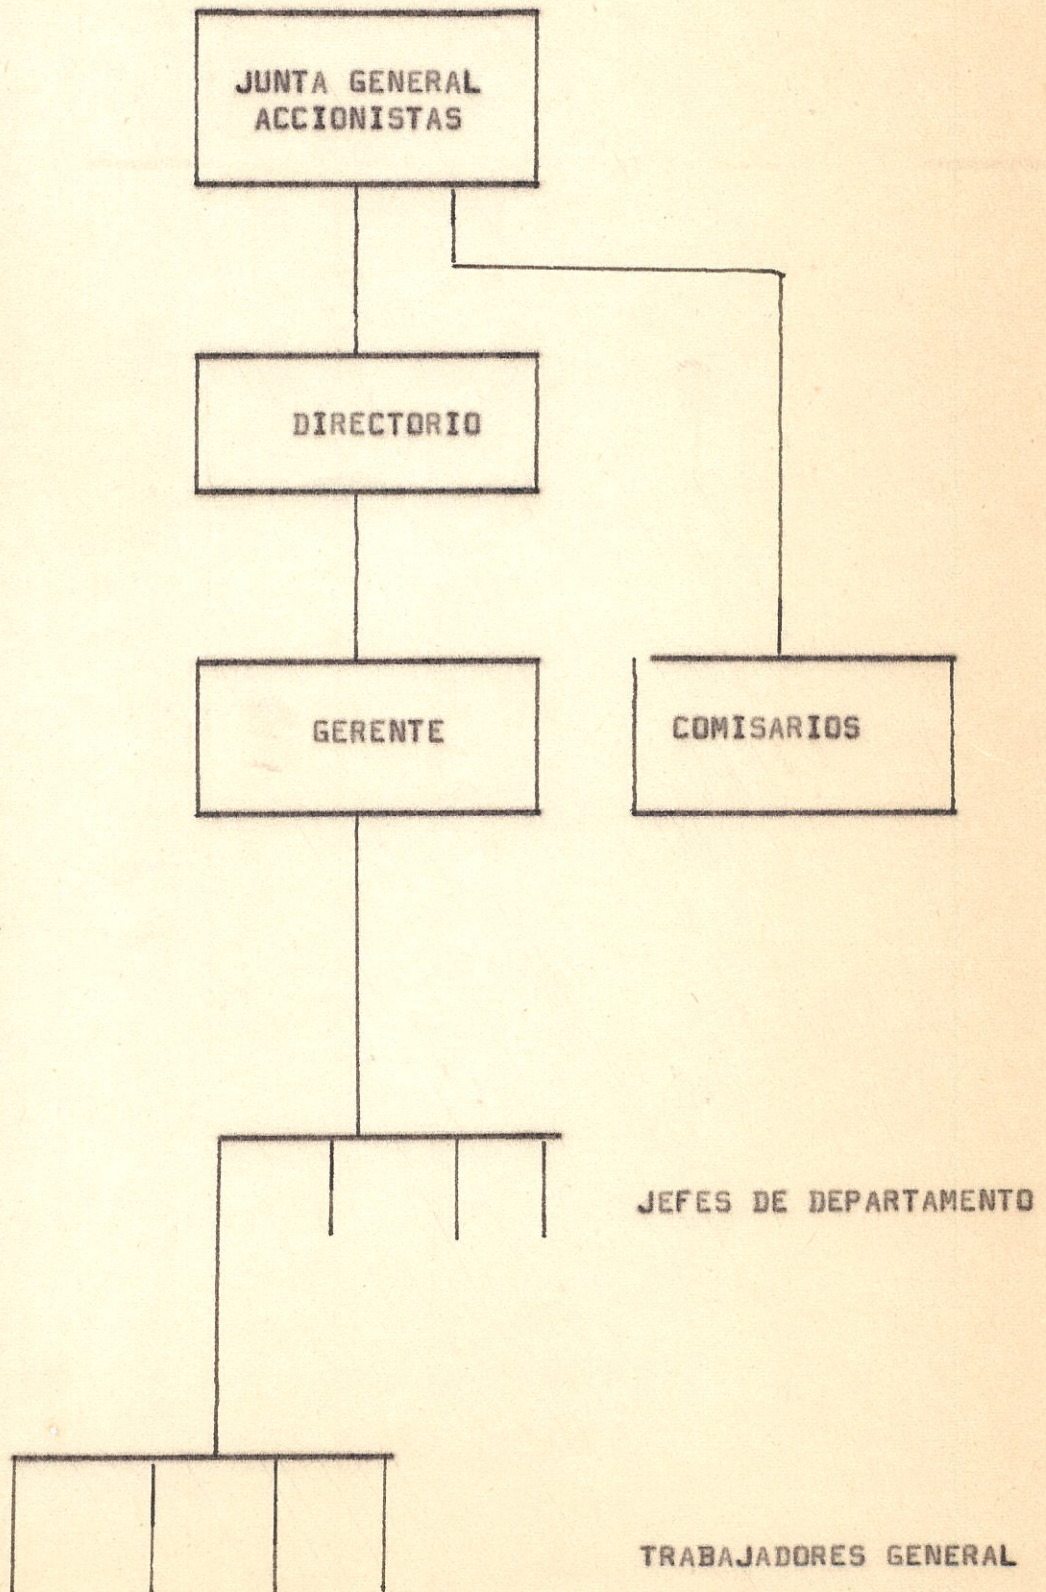 JUNTA GENERAL
ACCIONISTAS
DIRECTORIO
GERENTE
COMISARIOS
JEFES DE DEPARTAMENTO
TRABAJADORES GENERAL